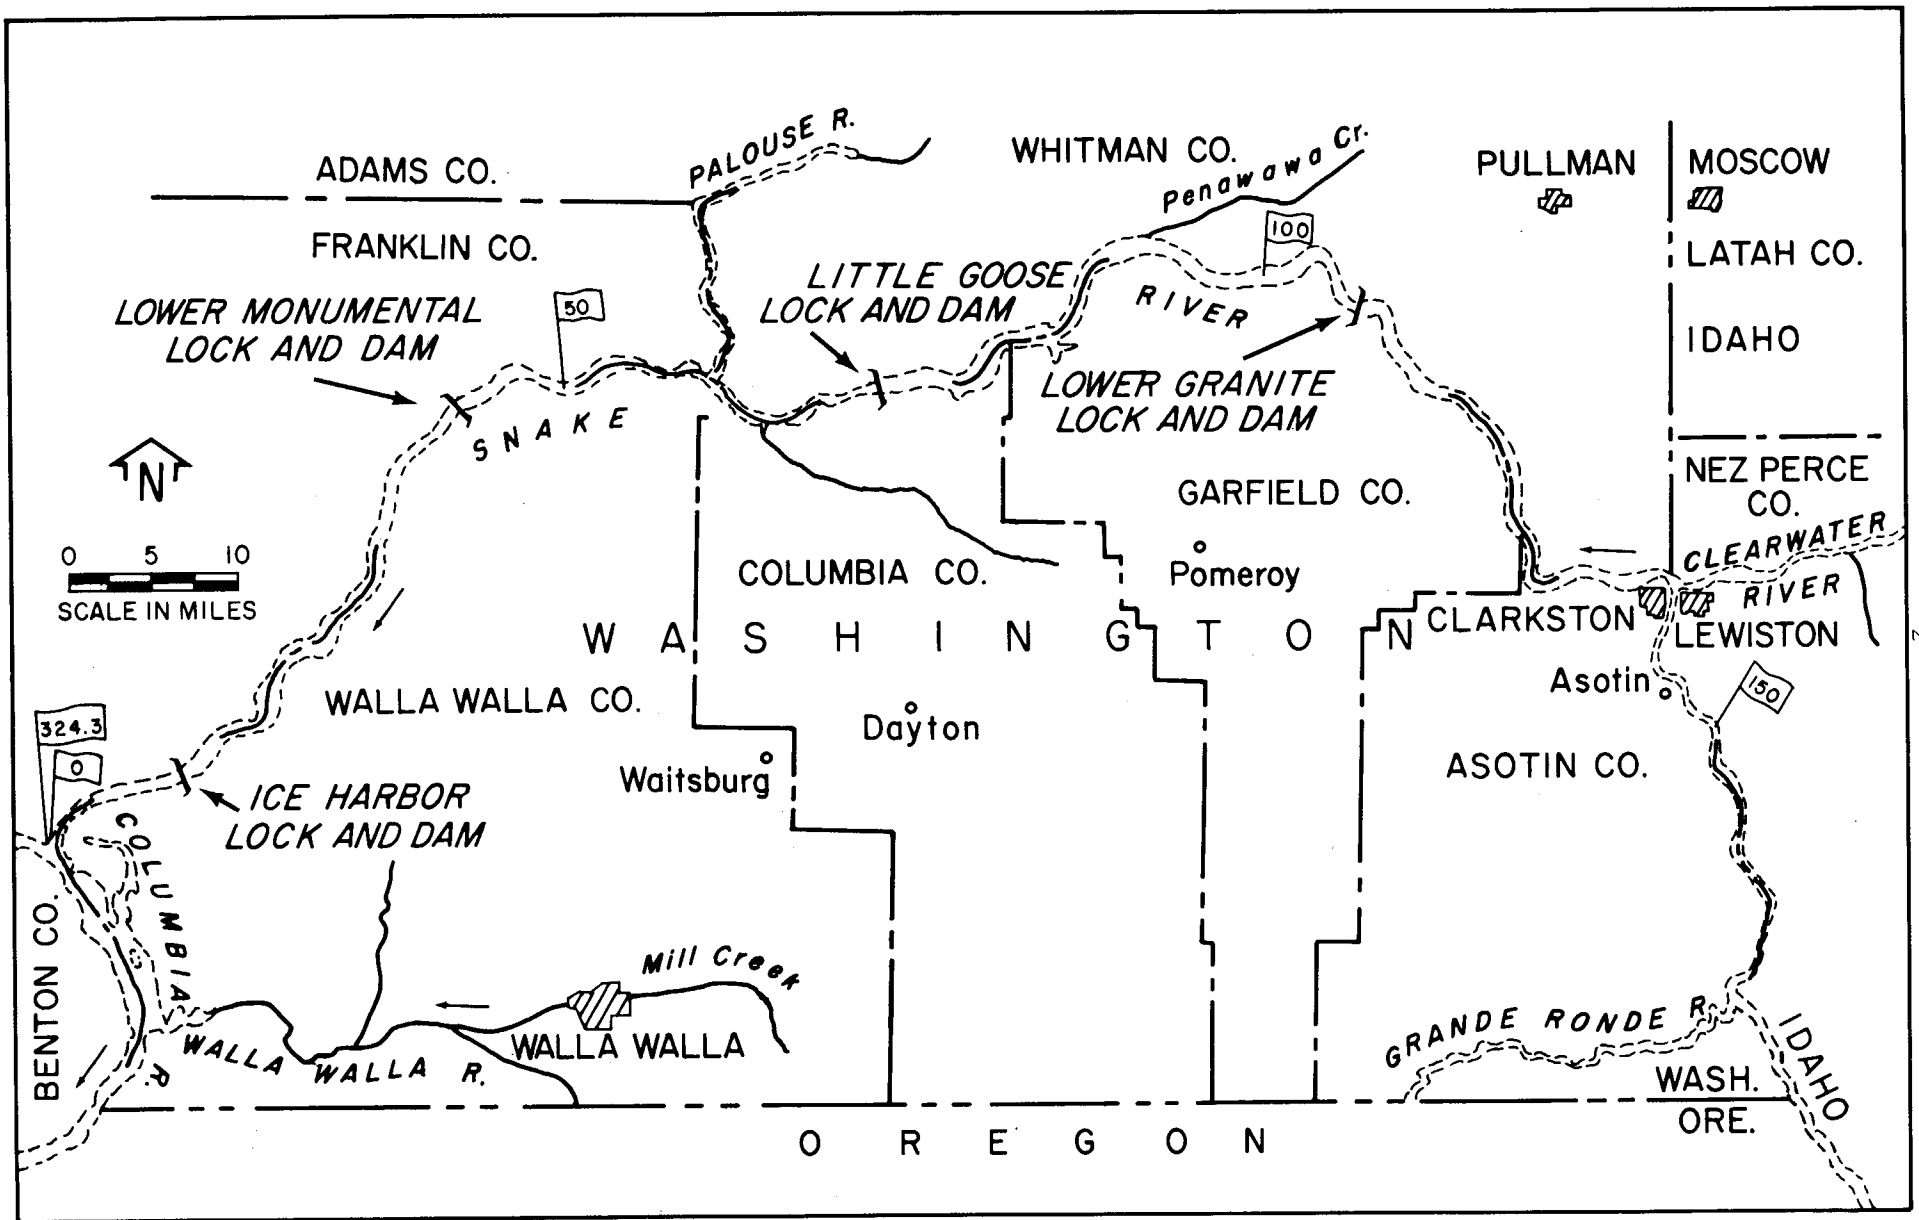 PALOUSE R.
WHITMAN CO.
Penawawa Cr.
PULLMAN
MOSCOW
ADAMS CO.
FRANKLIN CO.
100
LATAH CO.
LITTLE GOOSE
LOCK AND DAM
LOWER MONUMENTAL
LOCK AND DAM
50
RIVER
IDAHO
LOWER GRANITE
LOCK AND DAM
SNAKE
N
NEZ PERCE
CO.
GARFIELD CO.
0 5 10
SCALE IN MILES
CLEARWATER
RIVER
COLUMBIA CO.
Pomeroy
WASHINGTON
CLARKSTON
LEWISTON
Asotin
150
WALLA WALLA CO.
324.3
0
Dayton
Waitsburg
ASOTIN CO.
ICE HARBOR
LOCK AND DAM
COLUMBIA
R.
BENTON CO.
Mill Creek
WALLA WALLA
WALLA WALLA R.
GRANDE RONDE R.
IDAHO
WASH.
ORE.
OREGON